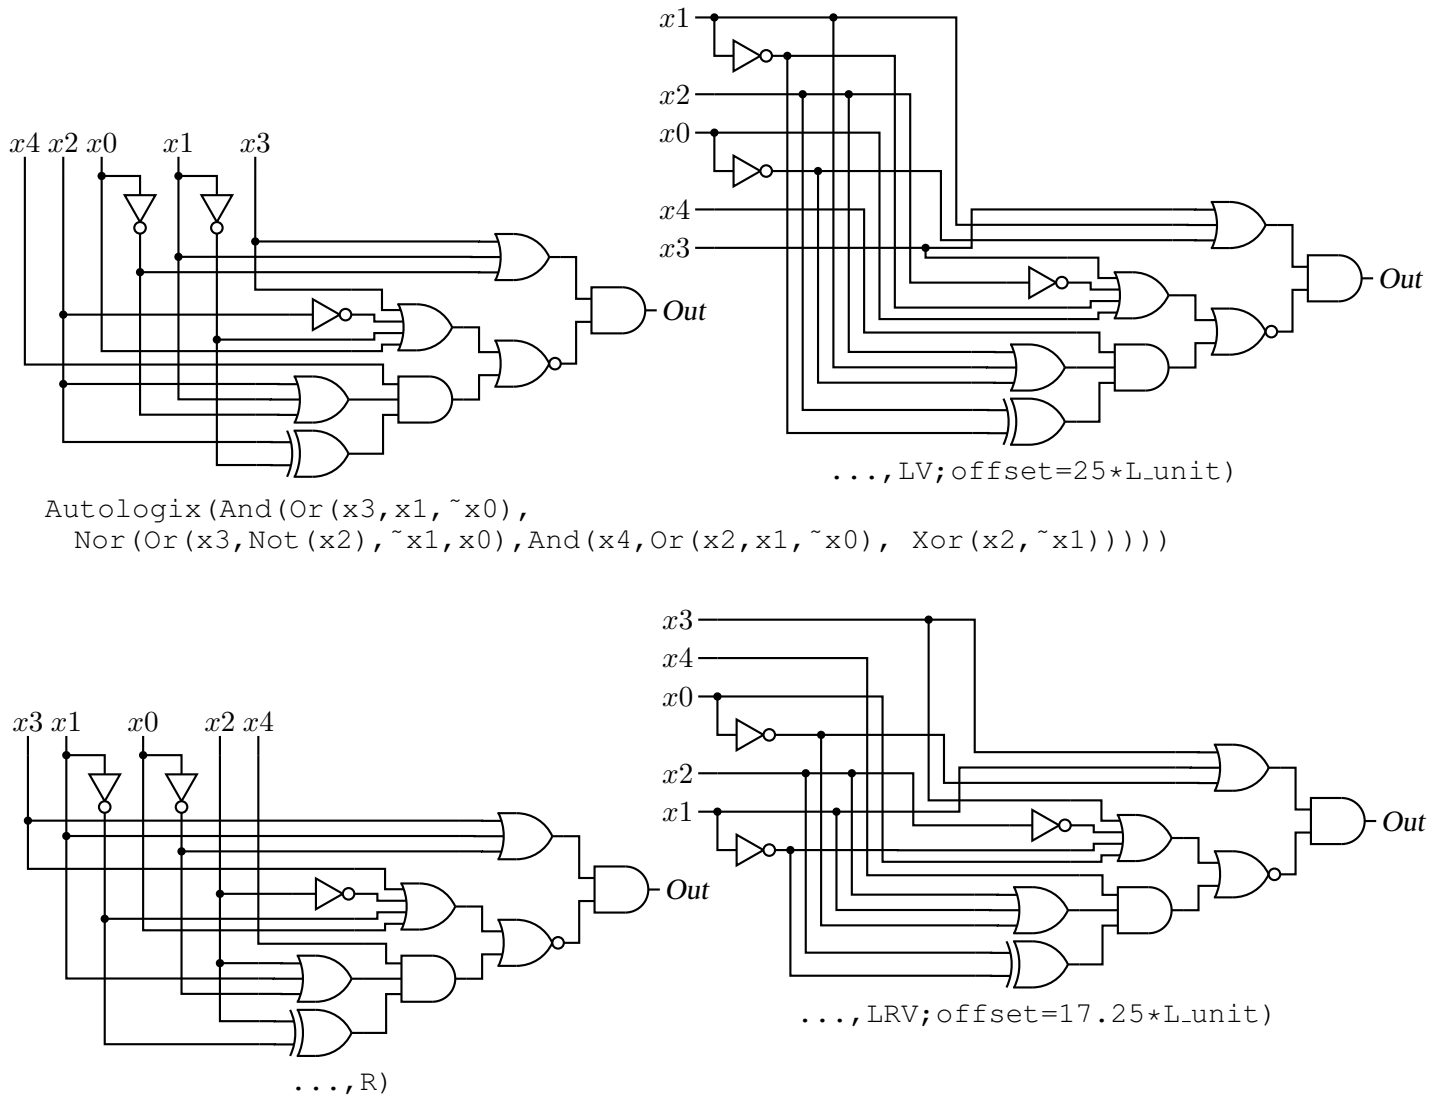 x1
x2
x0
x4
x3
Out
...,LV;offset=25*L_unit)
x4 x2 x0 x1 x3
Out
Autologix(And(Or(x3,x1,~x0),
Nor(Or(x3,Not(x2),~x1,x0),And(x4,Or(x2,x1,~x0), Xor(x2,~x1)))))
x3
x4
x0
x2
x1
Out
...,LRV;offset=17.25*L_unit)
x3 x1 x0 x2 x4
Out
...,R)